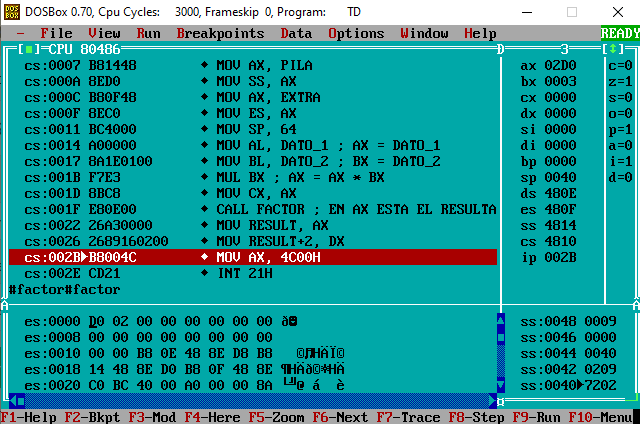 DOSBox 0.70, Cpu Cycles: 3000, Frameskip 0, Program: TD
File View Run Breakpoints Data Options Window Help READY
CPU 80486 D 3
cs:0007 B81448 MOV AX, PILA ax 02D0 c=0
cs:000A 8ED0 MOV SS, AX bx 0003 z=1
cs:000C B80F48 MOV AX, EXTRA cx 0000 s=0
cs:000F 8EC0 MOV ES, AX dx 0000 o=0
cs:0011 BC4000 MOV SP, 64 si 0000 p=1
cs:0014 A00000 MOV AL, DATO_1 ; AX = DATO_1 di 0000 a=0
cs:0017 8A1E0100 MOV BL, DATO_2 ; BX = DATO_2 bp 0000 i=1
cs:001B F7E3 MUL BX ; AX = AX * BX sp 0040 d=0
cs:001D 8BC8 MOV CX, AX ds 480E
cs:001F E80E00 CALL FACTOR ; EN AX ESTA EL RESULTA es 480F
cs:0022 26A30000 MOV RESULT, AX ss 4814
cs:0026 2689160200 MOV RESULT+2, DX cs 4810
cs:002B►B8004C MOV AX, 4C00H ip 002B
cs:002E CD21 INT 21H
#factor#factor
es:0000 D0 02 00 00 00 00 00 00 ss:0048 0009
es:0008 00 00 00 00 00 00 00 00 ss:0046 0000
es:0010 00 00 B8 0E 48 8E D8 B8 ss:0044 0040
es:0018 14 48 8E D0 B8 0F 48 8E ss:0042 0209
es:0020 C0 BC 40 00 A0 00 00 8A á è ss:0040►7202
F1-Help F2-Bkpt F3-Mod F4-Here F5-Zoom F6-Next F7-Trace F8-Step F9-Run F10-Menu